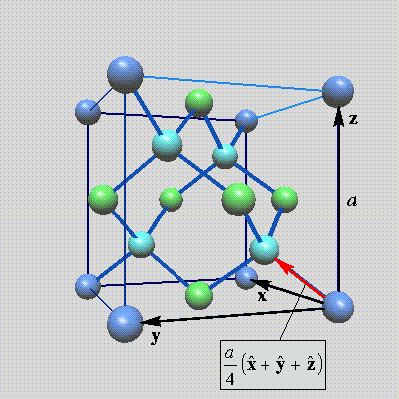 z
a
x
y
a/4 (x̂ + ŷ + ẑ)